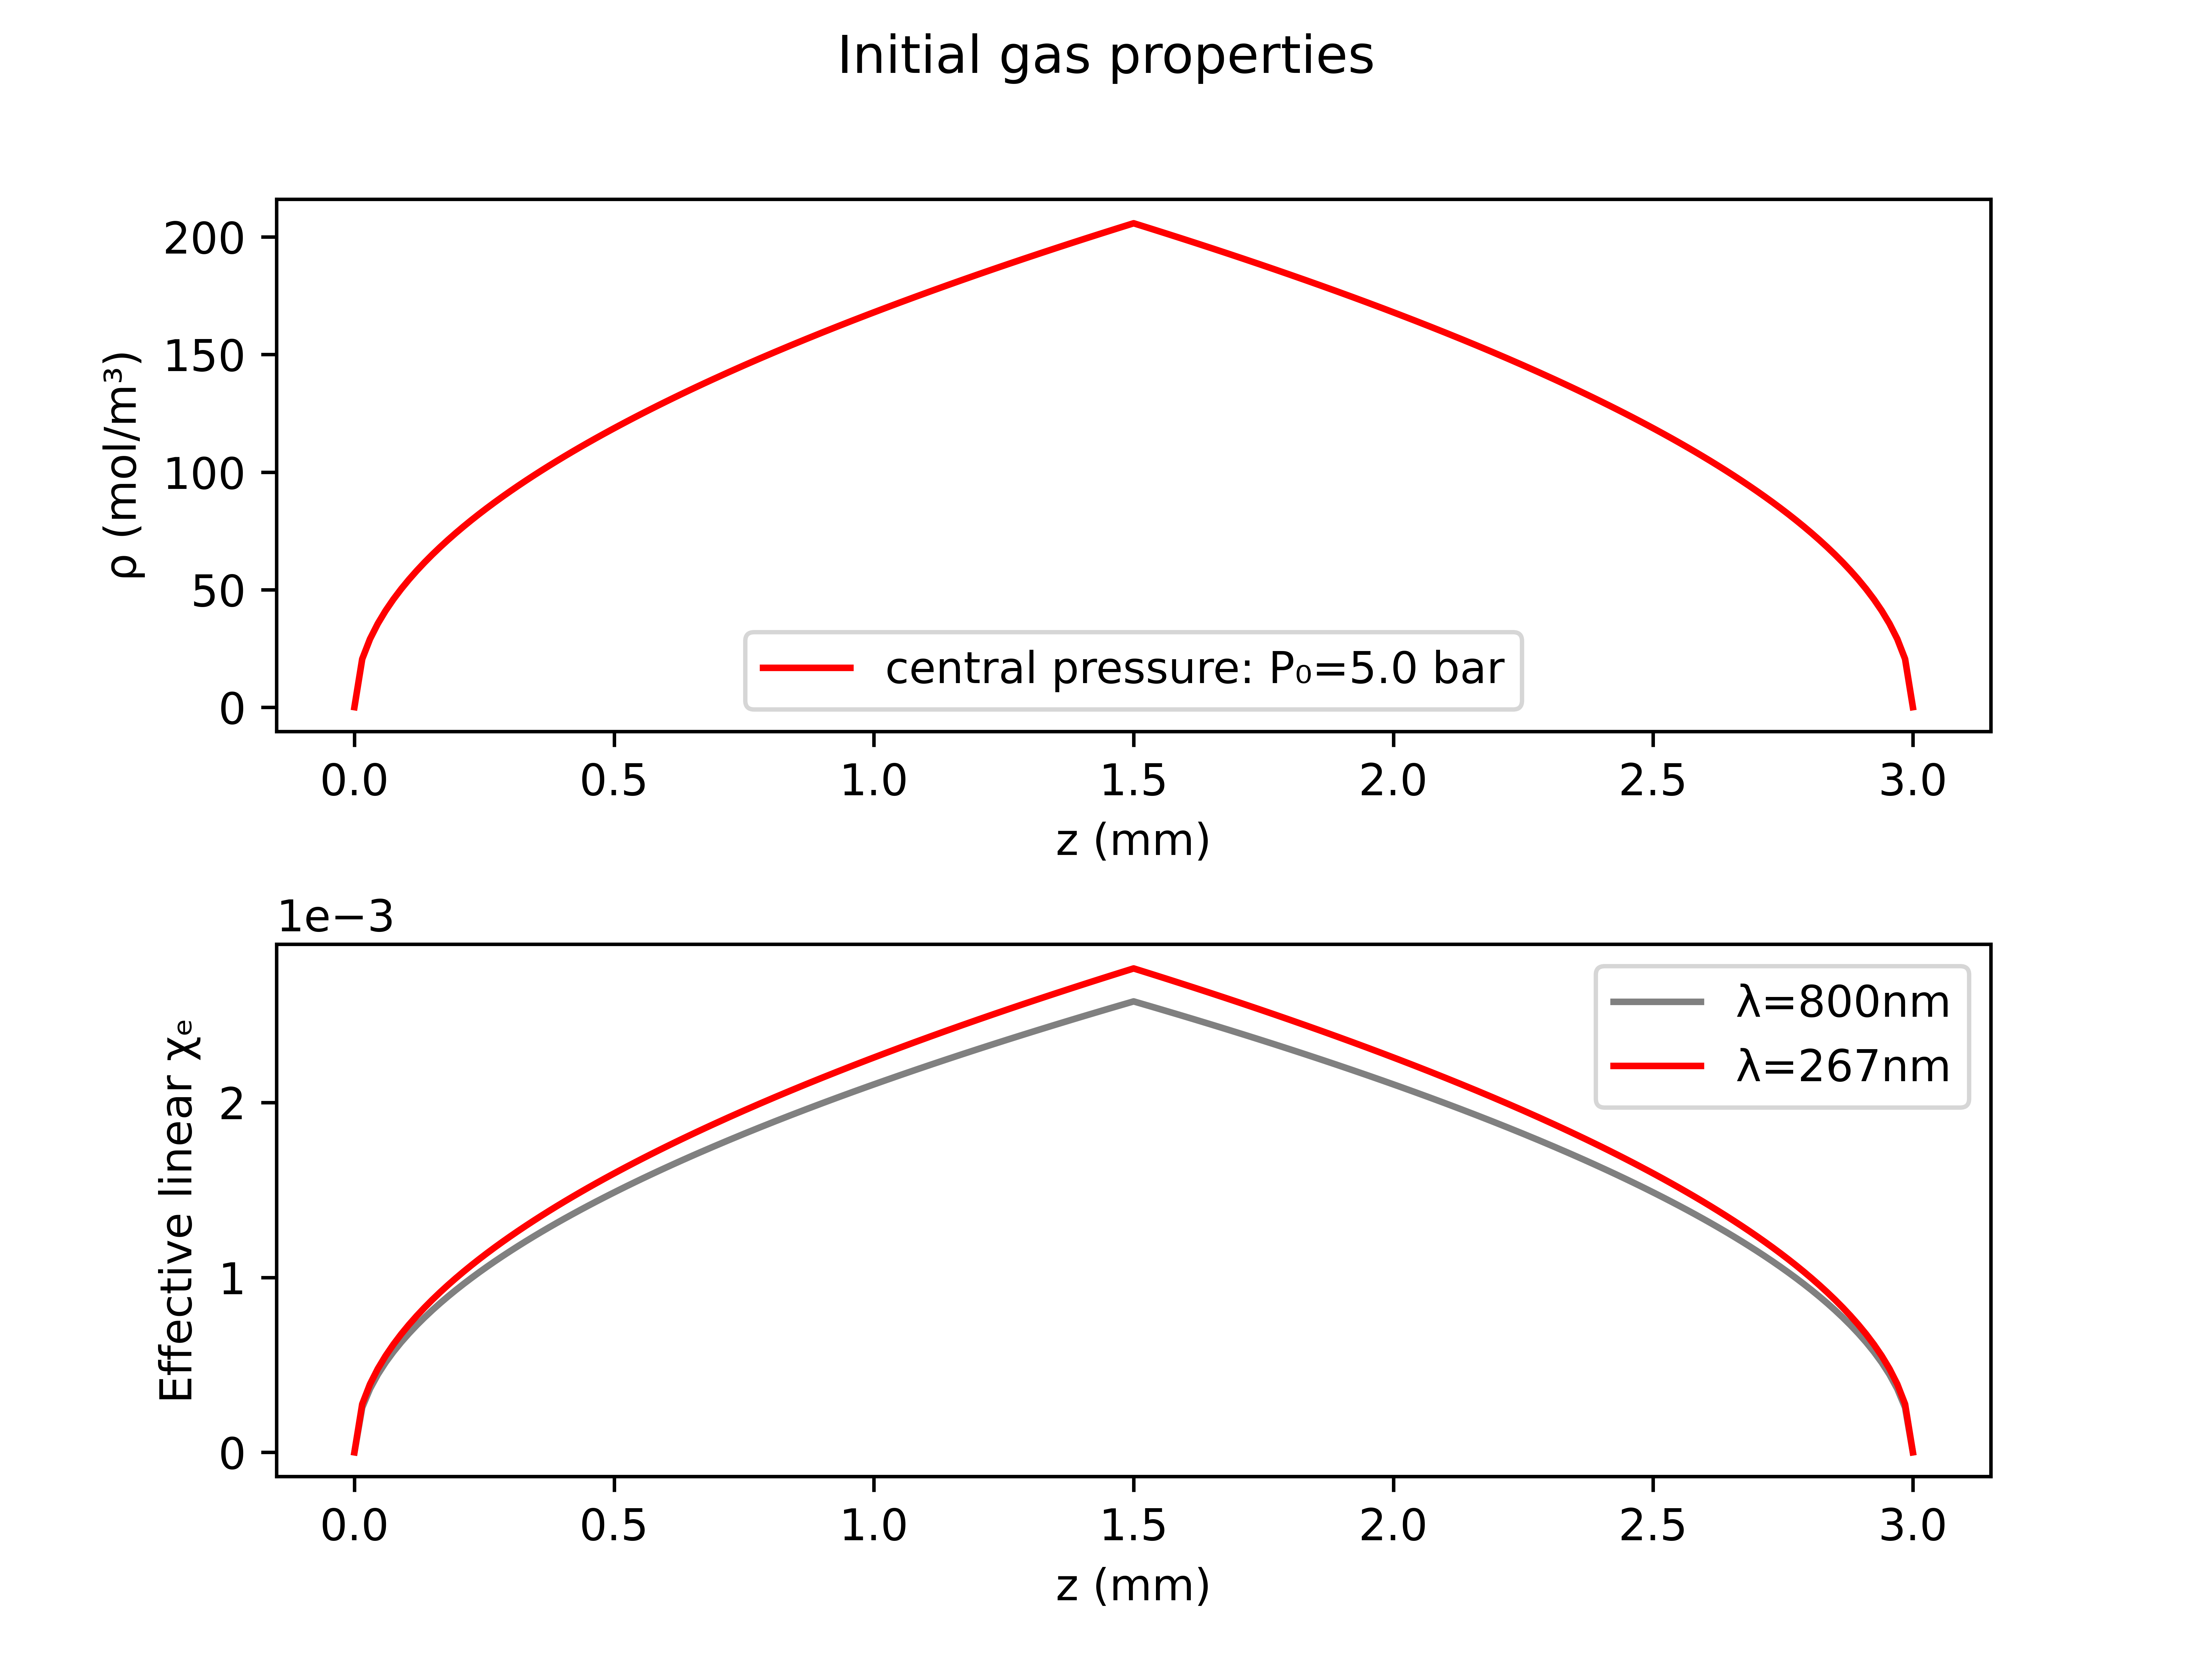 Initial gas properties
ρ (mol/m³)
200
150
100
50
0
central pressure: P₀=5.0 bar
0.0 0.5 1.0 1.5 2.0 2.5 3.0
z (mm)
1e−3
Effective linear χₑ
2
1
0
λ=800nm
λ=267nm
0.0 0.5 1.0 1.5 2.0 2.5 3.0
z (mm)